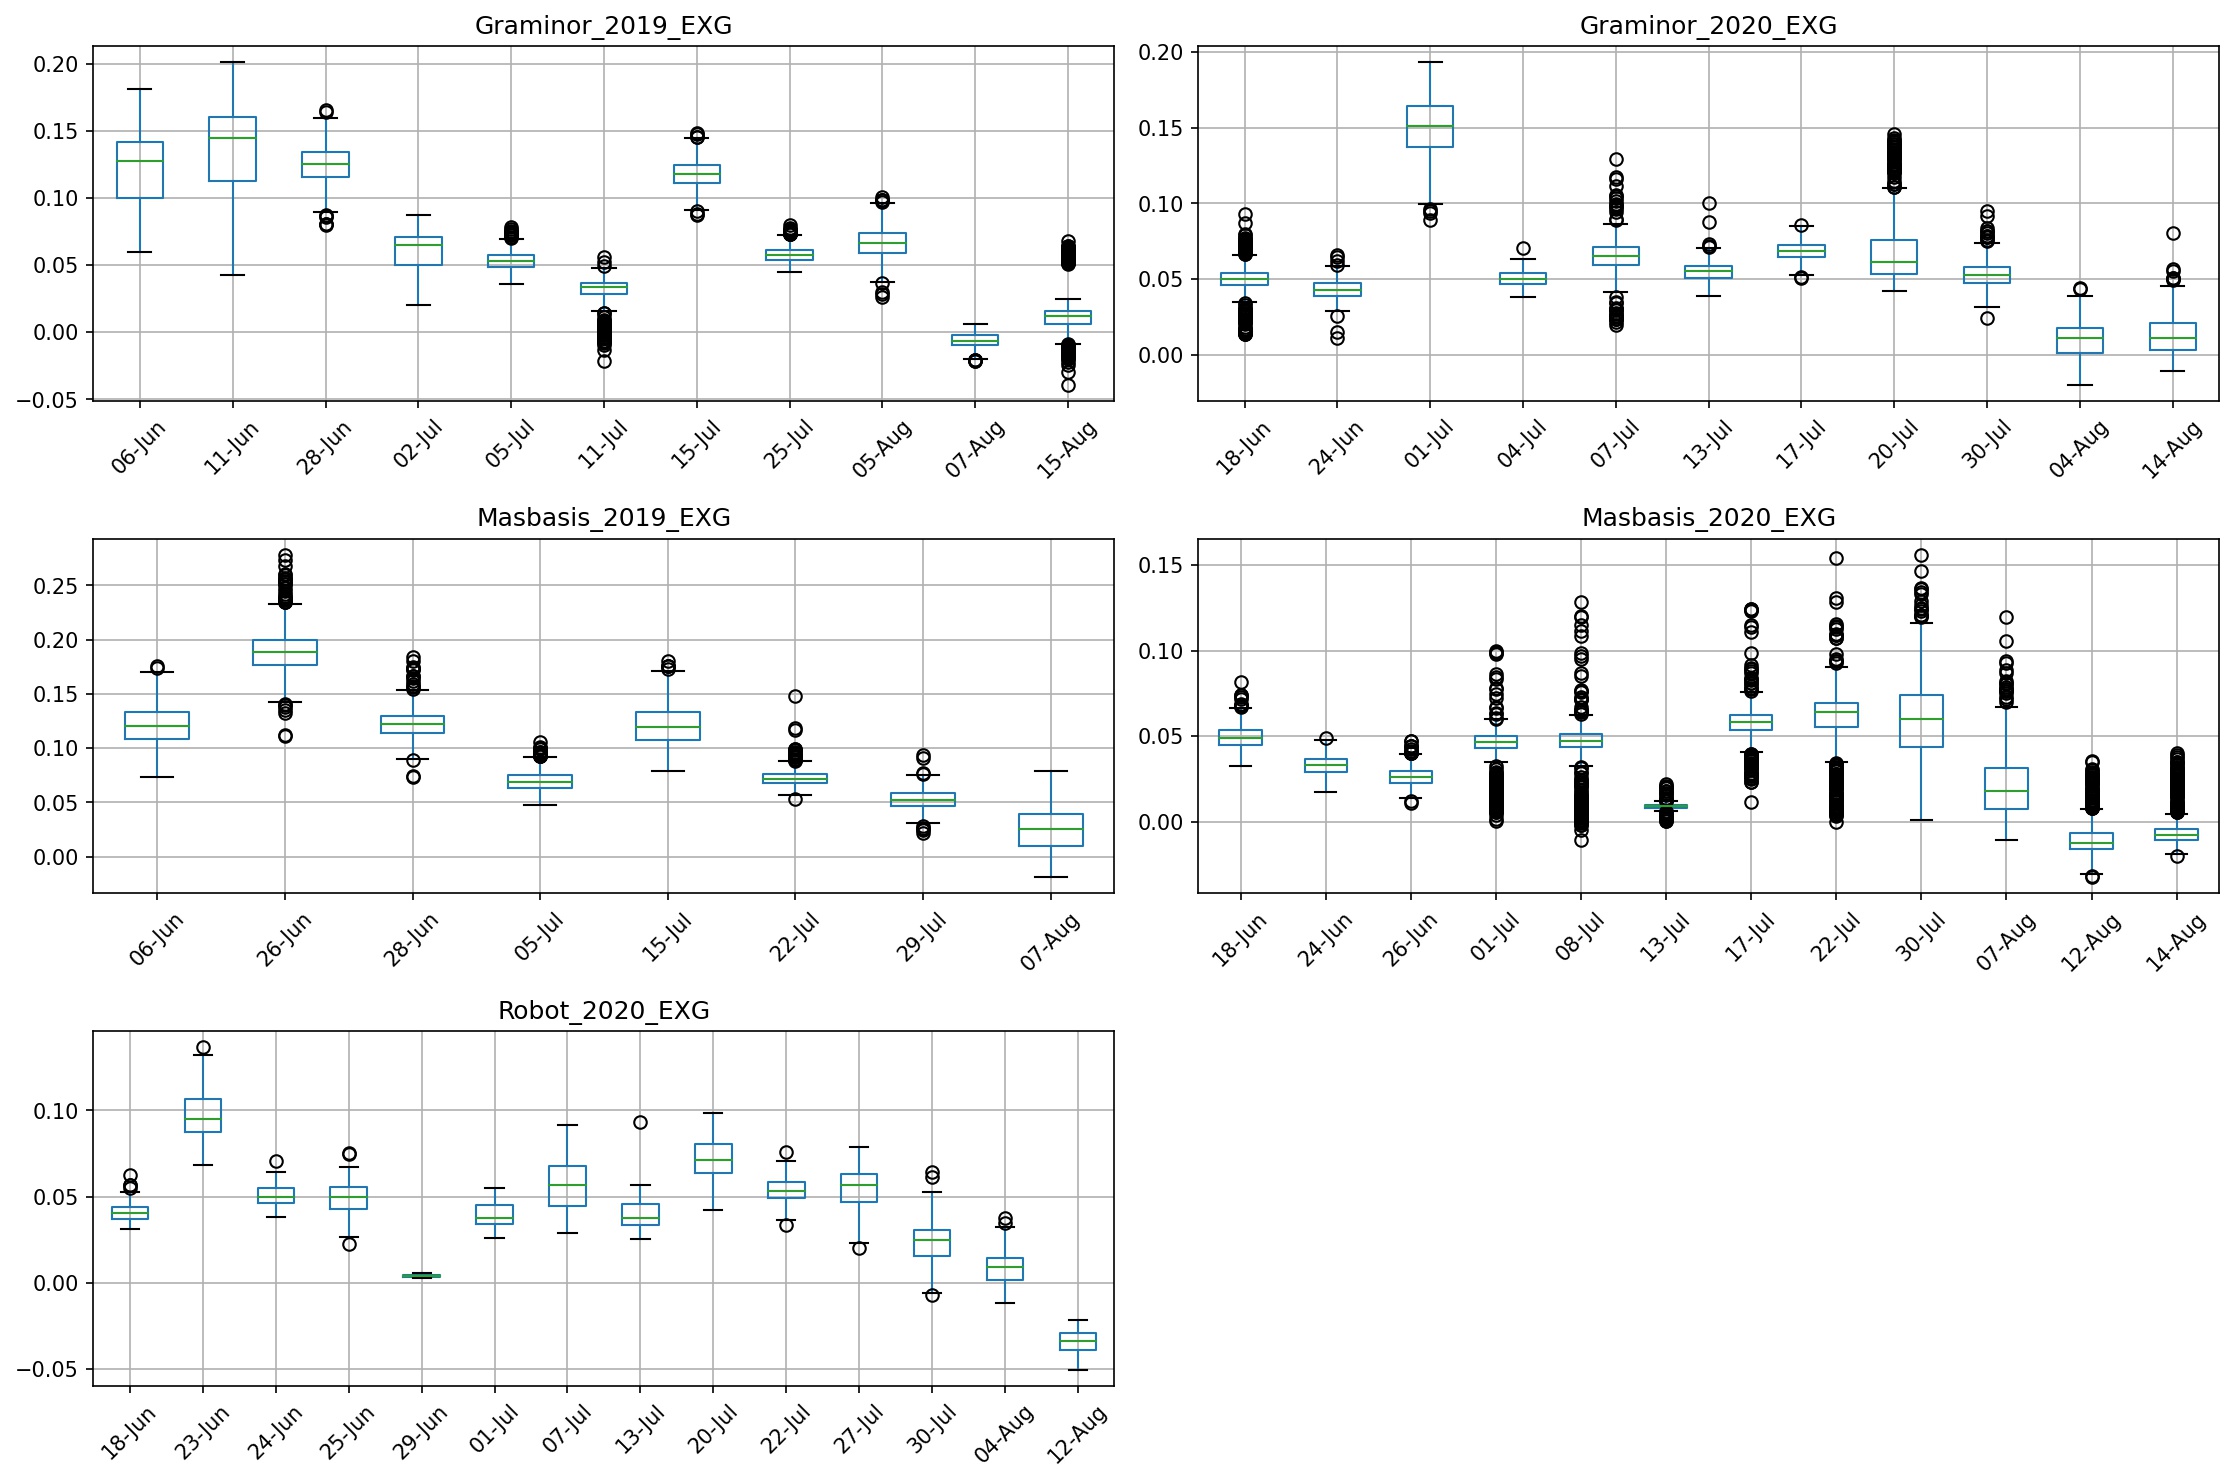 Graminor_2019_EXG
0.20
0.15
0.10
0.05
0.00
−0.05
06-Jun 11-Jun 28-Jun 02-Jul 05-Jul 11-Jul 15-Jul 25-Jul 05-Aug 07-Aug 15-Aug
Graminor_2020_EXG
0.20
0.15
0.10
0.05
0.00
18-Jun 24-Jun 01-Jul 04-Jul 07-Jul 13-Jul 17-Jul 20-Jul 30-Jul 04-Aug 14-Aug
Masbasis_2019_EXG
0.25
0.20
0.15
0.10
0.05
0.00
06-Jun 26-Jun 28-Jun 05-Jul 15-Jul 22-Jul 29-Jul 07-Aug
Masbasis_2020_EXG
0.15
0.10
0.05
0.00
18-Jun 24-Jun 26-Jun 01-Jul 08-Jul 13-Jul 17-Jul 22-Jul 30-Jul 07-Aug 12-Aug 14-Aug
Robot_2020_EXG
0.10
0.05
0.00
−0.05
18-Jun 23-Jun 24-Jun 25-Jun 29-Jun 01-Jul 07-Jul 13-Jul 20-Jul 22-Jul 27-Jul 30-Jul 04-Aug 12-Aug